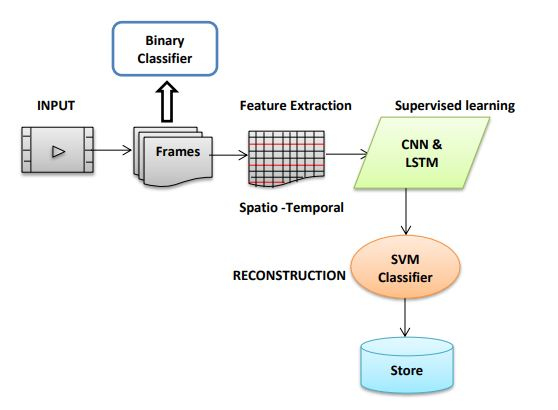 Binary
Classifier
INPUT
Feature Extraction
Supervised learning
Frames
CNN &
LSTM
Spatio -Temporal
SVM
Classifier
RECONSTRUCTION
Store